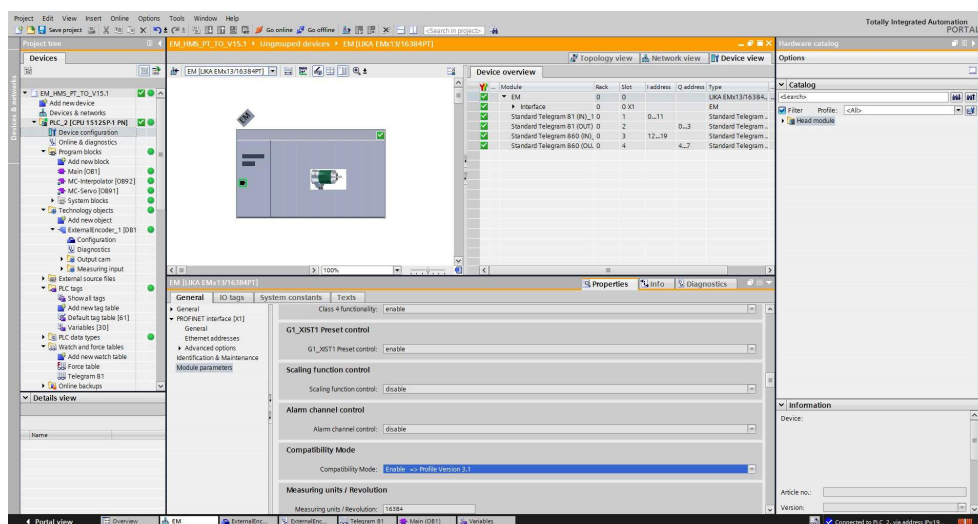 Project Edit View Insert Online Options Tools Window Help
Totally Integrated Automation
PORTAL
Save project
Go online
Go offline
<Search in project>
Project tree
EM_HMS_PT_TO_V15.1 Ungrouped devices EM [LIKA EMx13/16384PT]
Hardware catalog
Devices
Topology view Network view Device view
Options
EM [LIKA EMx13/16384PT]
Device overview
Module Rack Slot I address Q address Type
EM 0 0 LIKA EMx13/16384...
Interface 0 0 X1 EM
Standard Telegram 81 (IN)_1 0 1 0...11 Standard Telegram...
Standard Telegram 81 (OUT) 0 2 0...3 Standard Telegram...
Standard Telegram 860 (IN)_ 0 3 12...19 Standard Telegram...
Standard Telegram 860 (OU. 0 4 4...7 Standard Telegram...
Catalog
<Search>
Filter Profile: <All>
Head module
Devices & networks
EM_HMS_PT_TO_V15.1
Add new device
Devices & networks
PLC_2 [CPU 1512SP-1 PN]
Device configuration
Online & diagnostics
Program blocks
Add new block
Main [OB1]
MC-Interpolator [OB92]
MC-Servo [OB91]
System blocks
Technology objects
Add new object
ExternalEncoder_1 [DB1
Configuration
Diagnostics
Output cam
Measuring input
External source files
PLC tags
Show all tags
Add new tag table
Default tag table [61]
Variables [30]
PLC data types
Watch and force tables
Add new watch table
Force table
Telegram 81
Online backups
EM
100%
EM [LIKA EMx13/16384PT]
Properties Info Diagnostics
General IO tags System constants Texts
General
PROFINET interface [X1]
General
Ethernet addresses
Advanced options
Identification & Maintenance
Module parameters
Class 4 functionality: enable
G1_XIST1 Preset control
G1_XIST1 Preset control: enable
Scaling function control
Scaling function control: disable
Alarm channel control
Alarm channel control: disable
Compatibility Mode
Compatibility Mode: Enable => Profile Version 3.1
Measuring units / Revolution
Measuring units / Revolution: 16384
Details view
Name
Information
Device:
Article no.:
Version:
Portal view Overview EM ExternalEnc... ExternalEnc... Telegram 81 Main (OB1) Variables
Connected to PLC_2, via address IP=19...